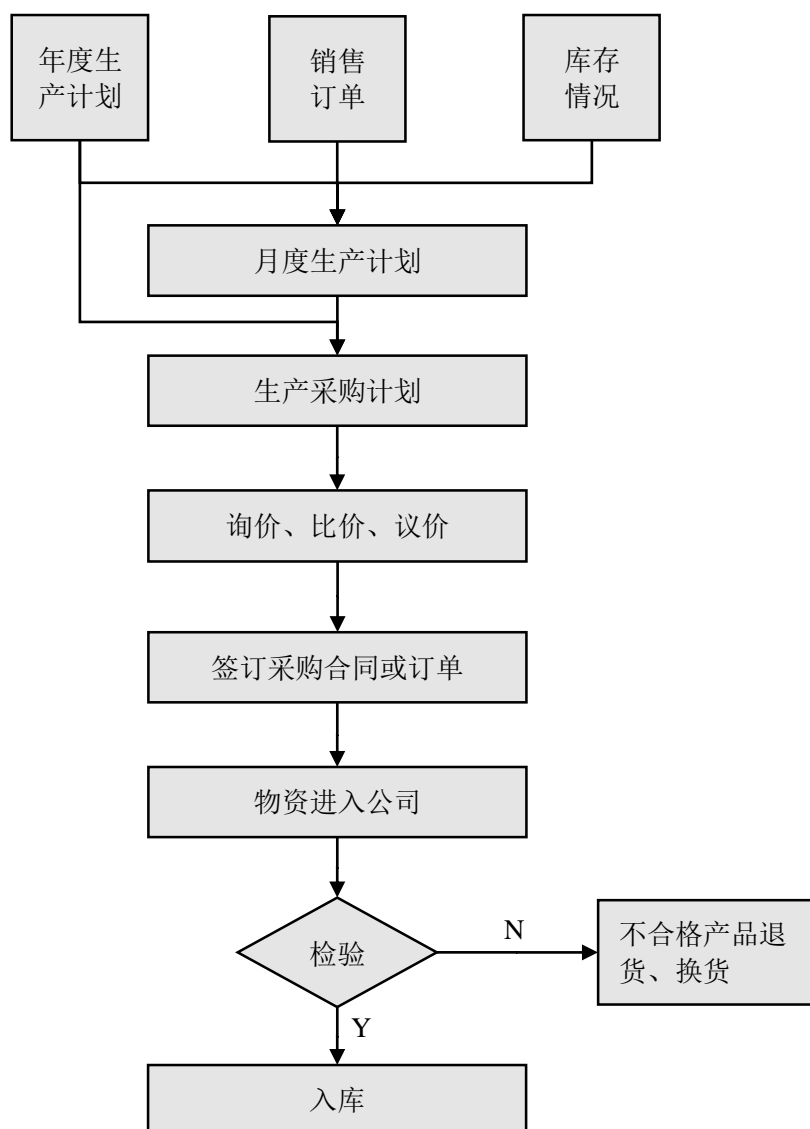 年度生
产计划
销售
订单
库存
情况
月度生产计划
生产采购计划
询价、比价、议价
签订采购合同或订单
物资进入公司
检验
N
不合格产品退
货、换货
Y
入库